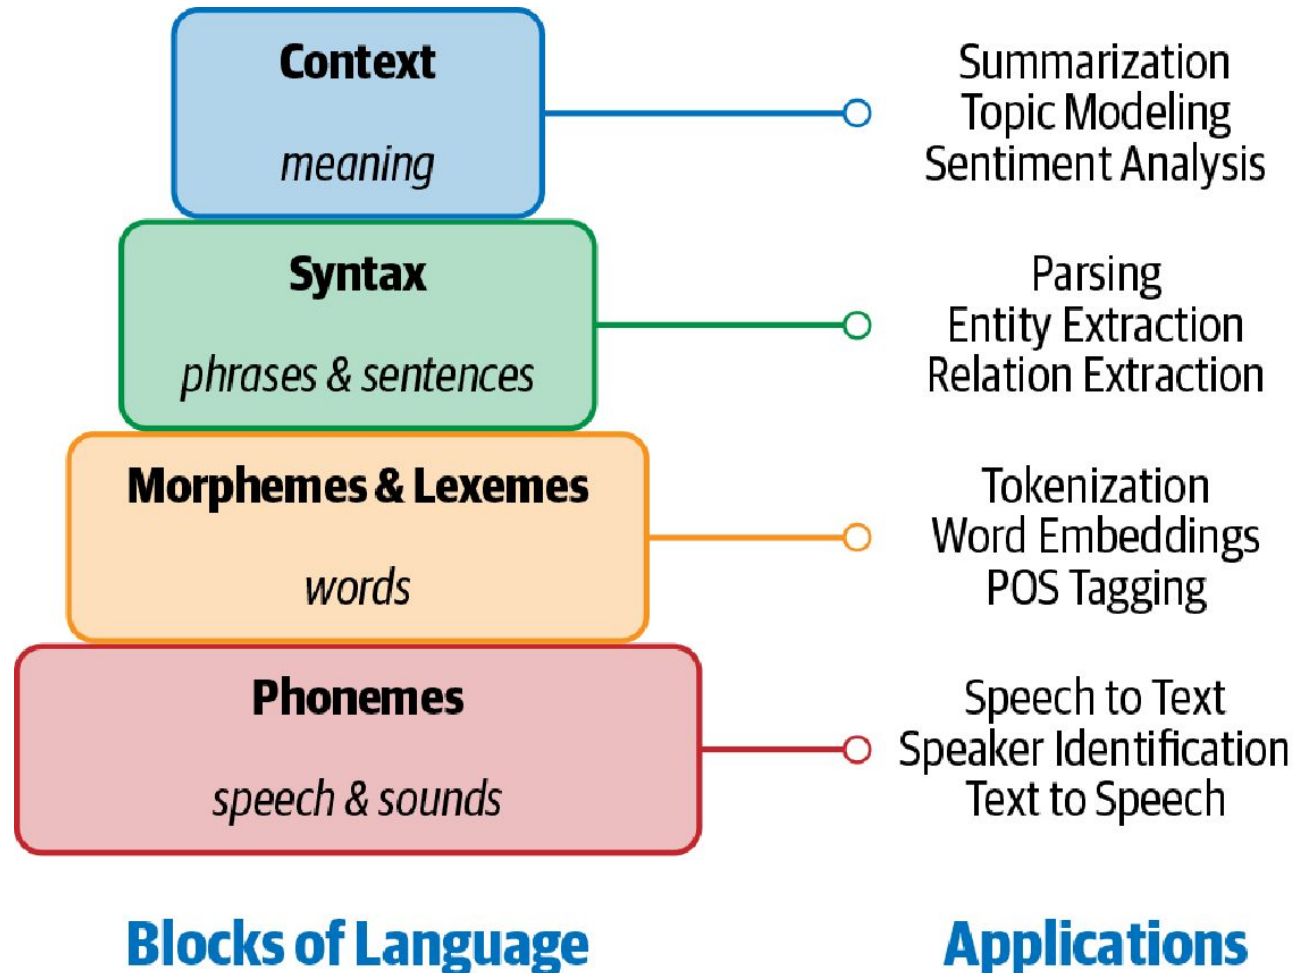 Context
meaning
Summarization
Topic Modeling
Sentiment Analysis
Syntax
phrases & sentences
Parsing
Entity Extraction
Relation Extraction
Morphemes & Lexemes
words
Tokenization
Word Embeddings
POS Tagging
Phonemes
speech & sounds
Speech to Text
Speaker Identification
Text to Speech
Blocks of Language
Applications